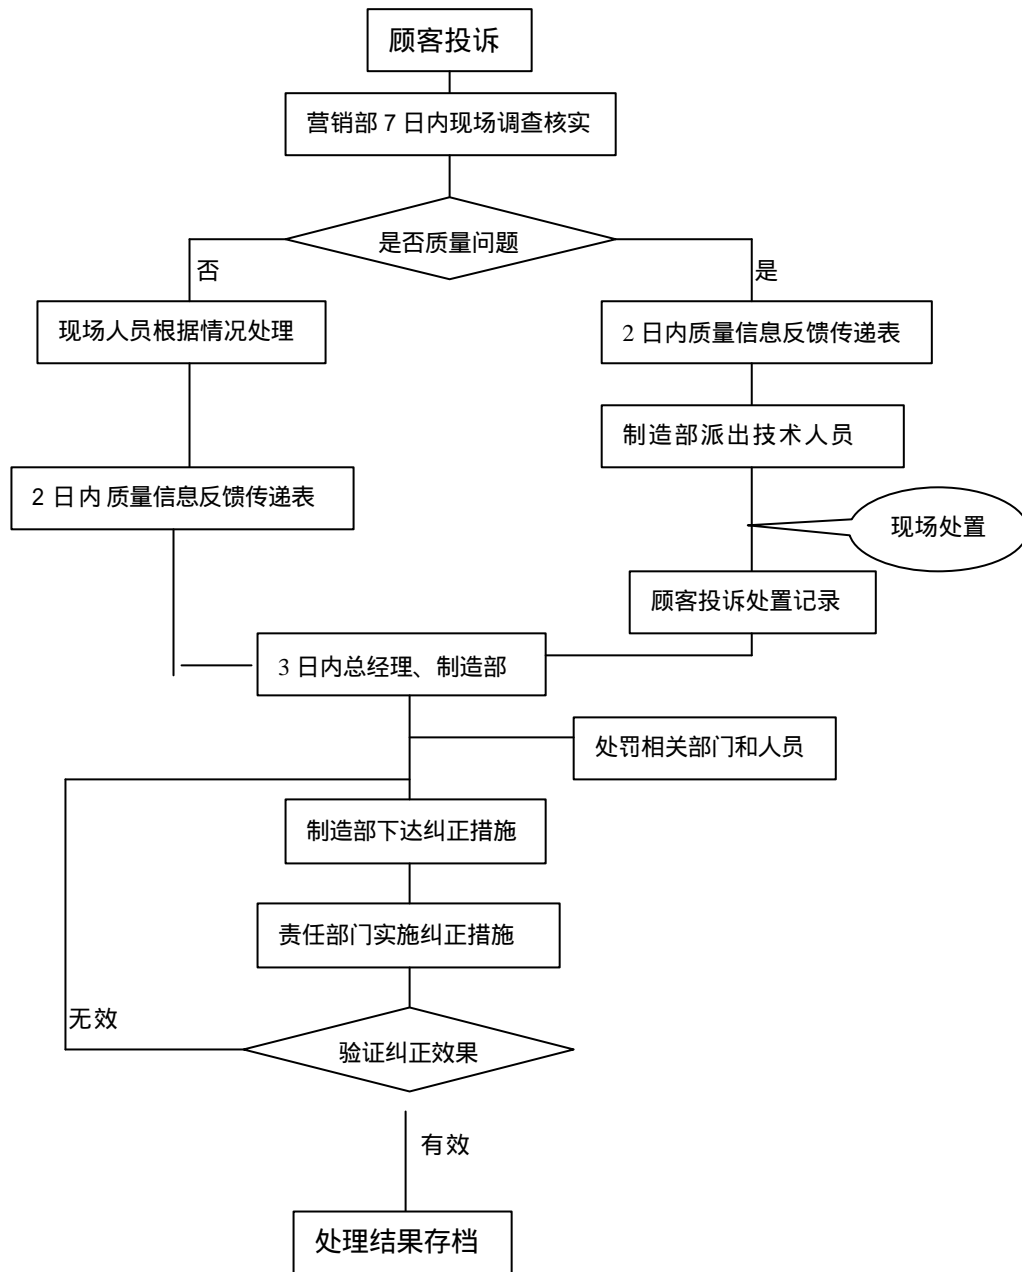 顾客投诉
营销部 7 日内现场调查核实
是否质量问题
否
是
现场人员根据情况处理
2 日内质量信息反馈传递表
制造部派出技术人员
2 日内 质量信息反馈传递表
现场处置
顾客投诉处置记录
3 日内总经理、制造部
处罚相关部门和人员
制造部下达纠正措施
责任部门实施纠正措施
无效
验证纠正效果
有效
处理结果存档